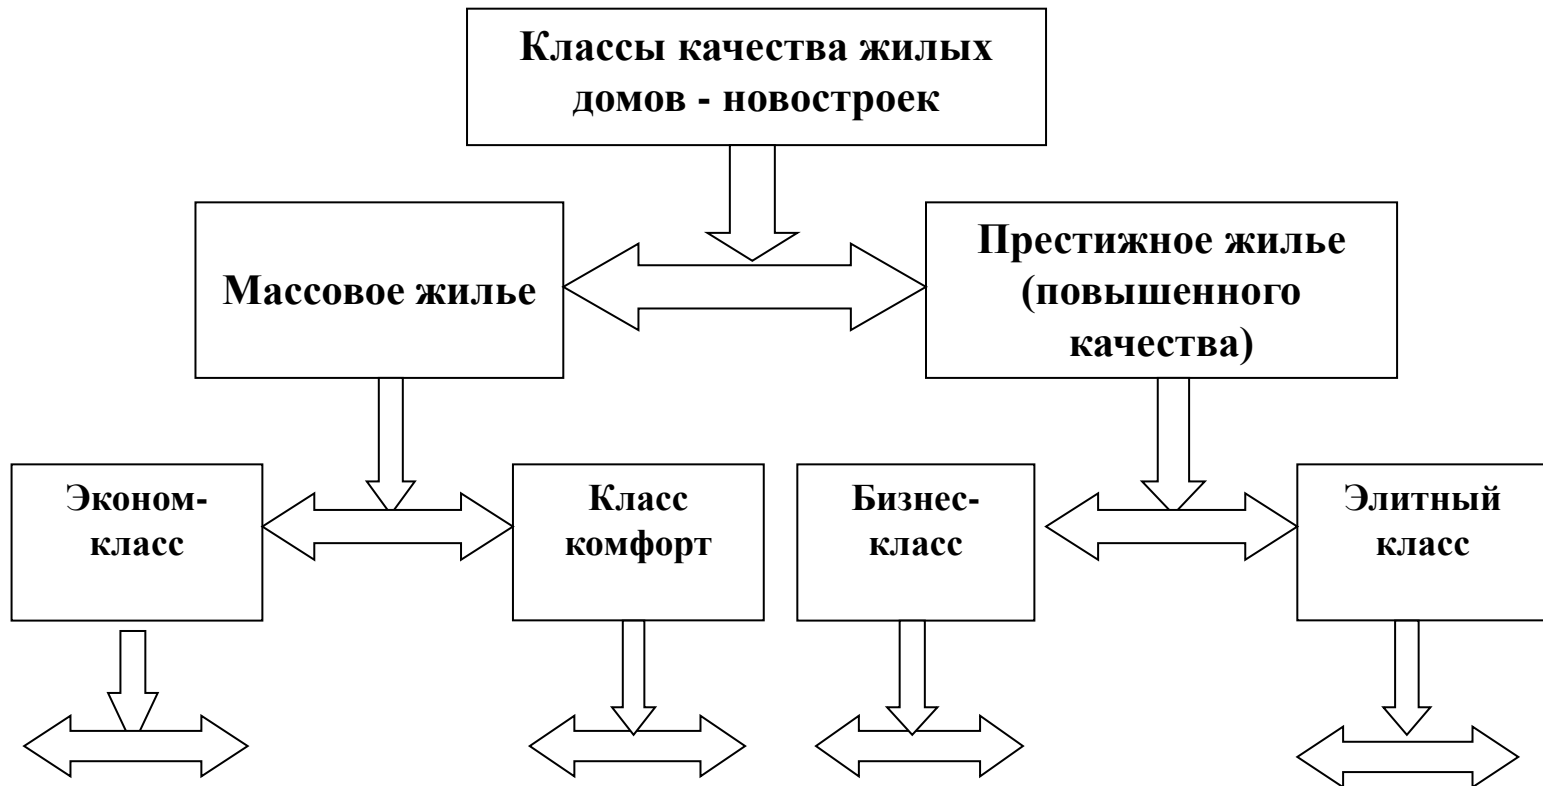 Классы качества жилых
домов - новостроек
Массовое жилье
Престижное жилье
(повышенного
качества)
Эконом-
класс
Класс
комфорт
Бизнес-
класс
Элитный
класс